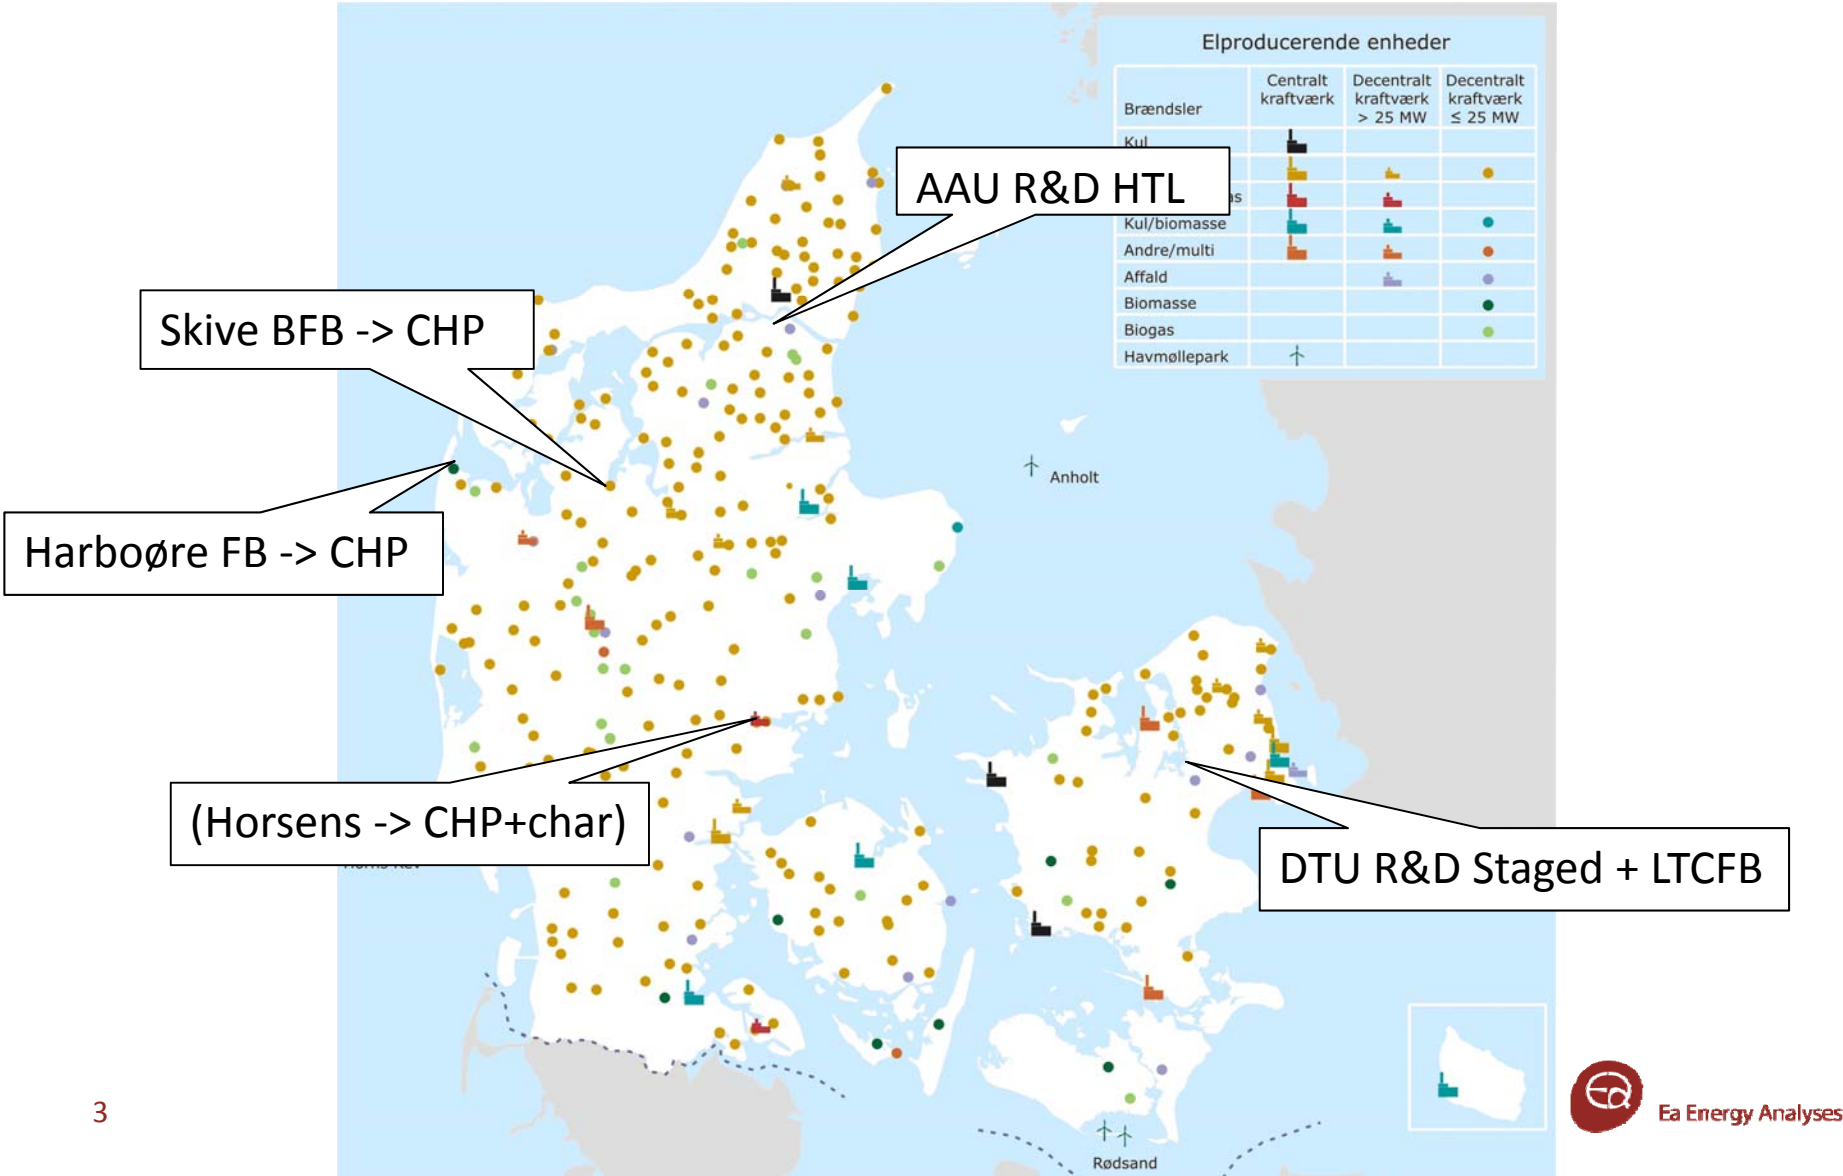 Elproducerende enheder
Brændsler
Centralt
kraftværk
Decentralt
kraftværk
> 25 MW
Decentralt
kraftværk
≤ 25 MW
Kul
AAU R&D HTL
Kul/biomasse
Andre/multi
Affald
Biomasse
Biogas
Havmøllepark
Skive BFB -> CHP
Anholt
Harboøre FB -> CHP
(Horsens -> CHP+char)
DTU R&D Staged + LTCFB
Rødsand
3
Ea
Ea Energy Analyses